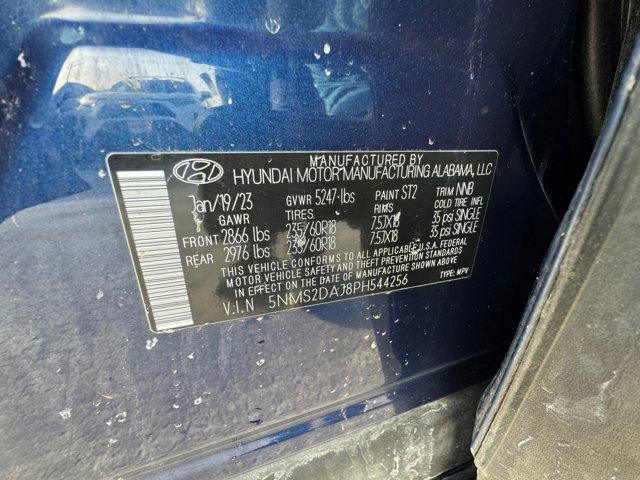 MANUFACTURED BY
HYUNDAI MOTOR MANUFACTURING ALABAMA, LLC
Jan/19/23 GVWR 5247-lbs PAINT ST2 TRIM NNB
GAWR TIRES RIMS COLD TIRE INFL
FRONT 2866 lbs 235/60R18 7.5JX18 35 psi SINGLE
REAR 2976 lbs 235/60R18 7.5JX18 35 psi SINGLE
THIS VEHICLE CONFORMS TO ALL APPLICABLE U.S.A. FEDERAL
MOTOR VEHICLE SAFETY AND THEFT PREVENTION STANDARDS
IN EFFECT ON THE DATE OF MANUFACTURE SHOWN ABOVE
V.I.N 5NMS2DAJ8PH544256 TYPE: MPV